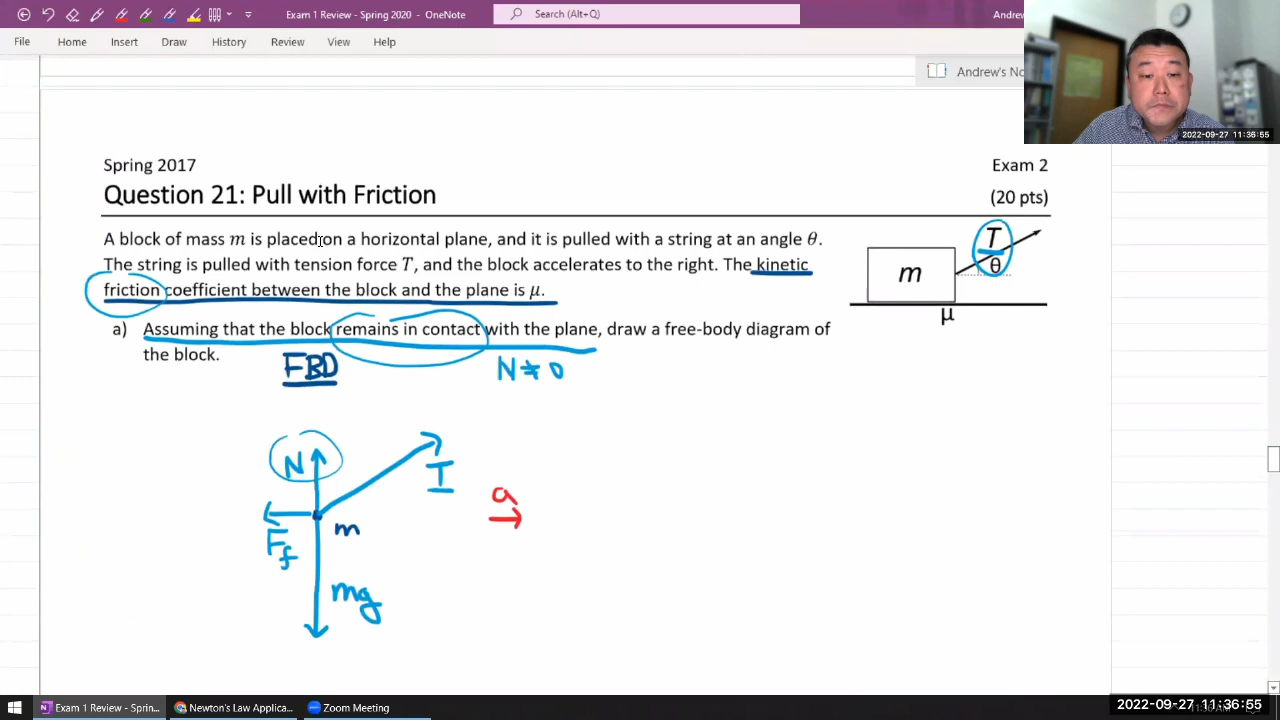 Exam 1 Review - Spring 2020 - OneNote
Search (Alt+Q)
Andrew
File Home Insert Draw History Review View Help
Andrew's No
2022-09-27 11:36:55
Spring 2017
Exam 2
Question 21: Pull with Friction
(20 pts)
A block of mass m is placed on a horizontal plane, and it is pulled with a string at an angle θ.
The string is pulled with tension force T, and the block accelerates to the right. The kinetic
friction coefficient between the block and the plane is μ.
T
θ
m
μ
a) Assuming that the block remains in contact with the plane, draw a free-body diagram of
the block.
FBD
N ≠ 0
N
T
a
m
Ff
mg
Exam 1 Review - Sprin...
Newton's Law Applica...
Zoom Meeting
2022-09-27 11:36:55